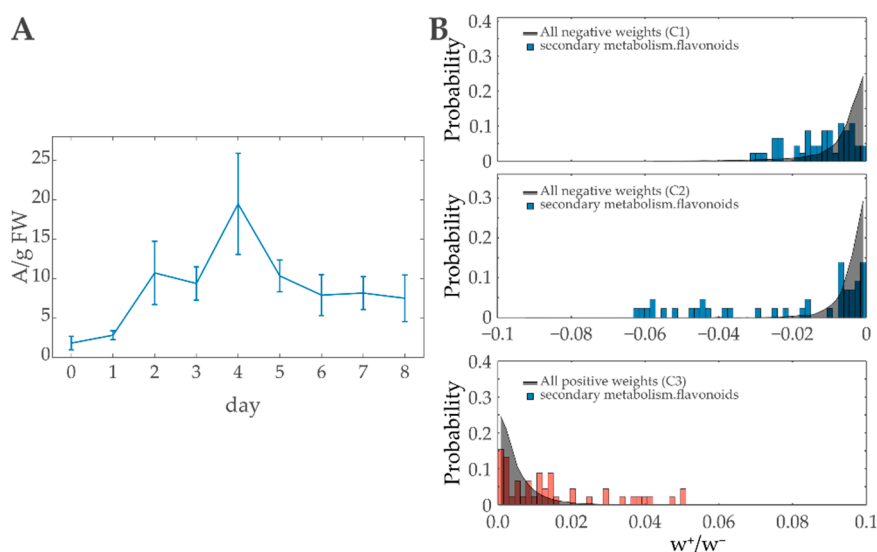 A
A/g FW
25
20
15
10
5
0
0 1 2 3 4 5 6 7 8
day
B
Probability
0.4
0.3
0.2
0.1
0
All negative weights (C1)
secondary metabolism.flavonoids
Probability
0.3
0.2
0.1
0
All negative weights (C2)
secondary metabolism.flavonoids
−0.1 −0.08 −0.06 −0.04 −0.02 0
Probability
0.4
0.3
0.2
0.1
0
All positive weights (C3)
secondary metabolism.flavonoids
0.0 0.02 0.04 0.06 0.08 0.1
w⁺/w⁻